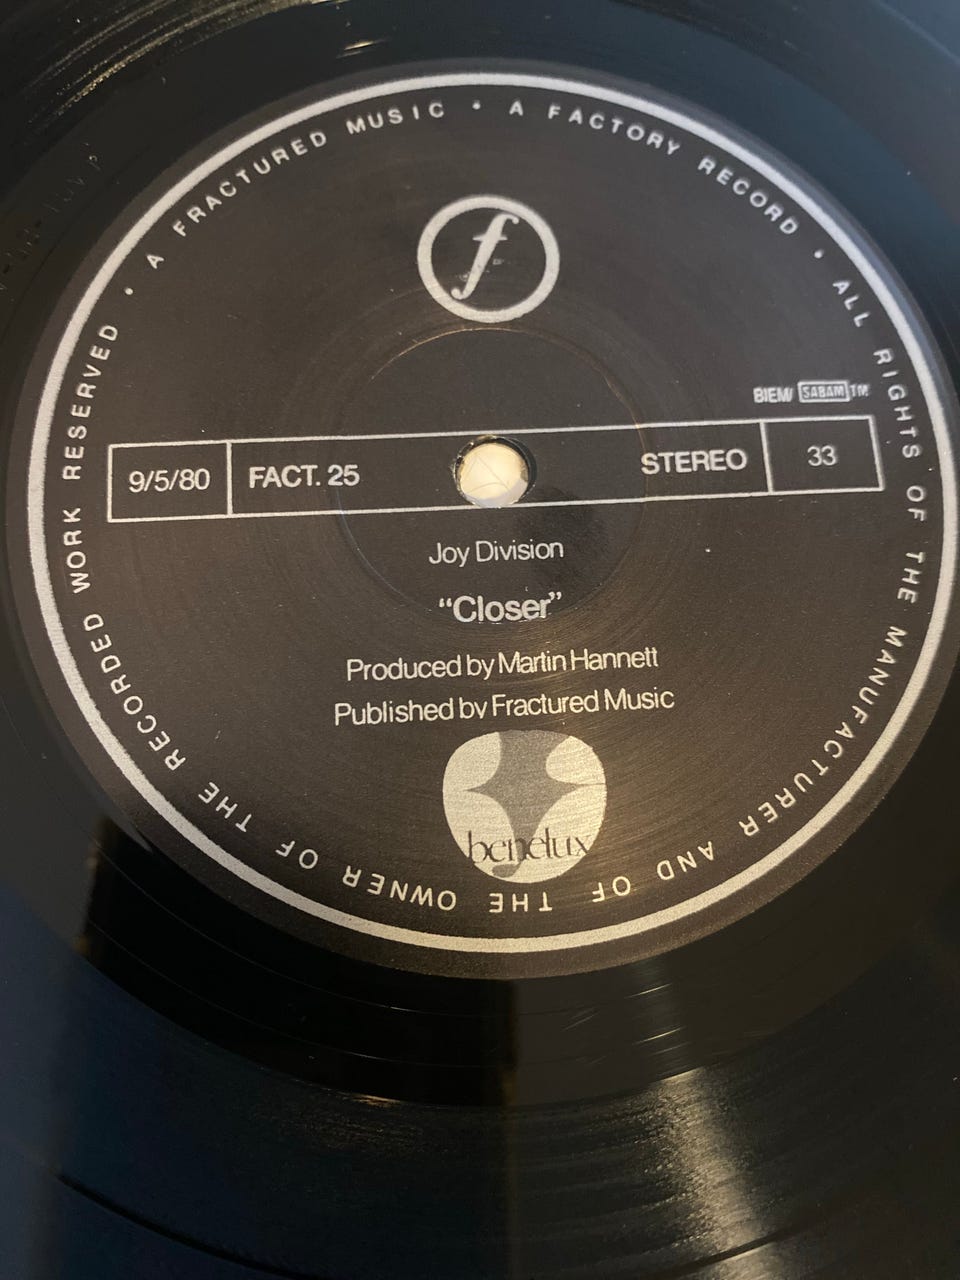 A FRACTURED MUSIC • A FACTORY RECORD • ALL RIGHTS OF THE MANUFACTURER AND OF THE OWNER OF THE RECORDED WORK RESERVED •
f
BIEM/ SABAM TM
9/5/80 FACT. 25 STEREO 33
Joy Division
“Closer”
Produced by Martin Hannett
Published by Fractured Music
benelux